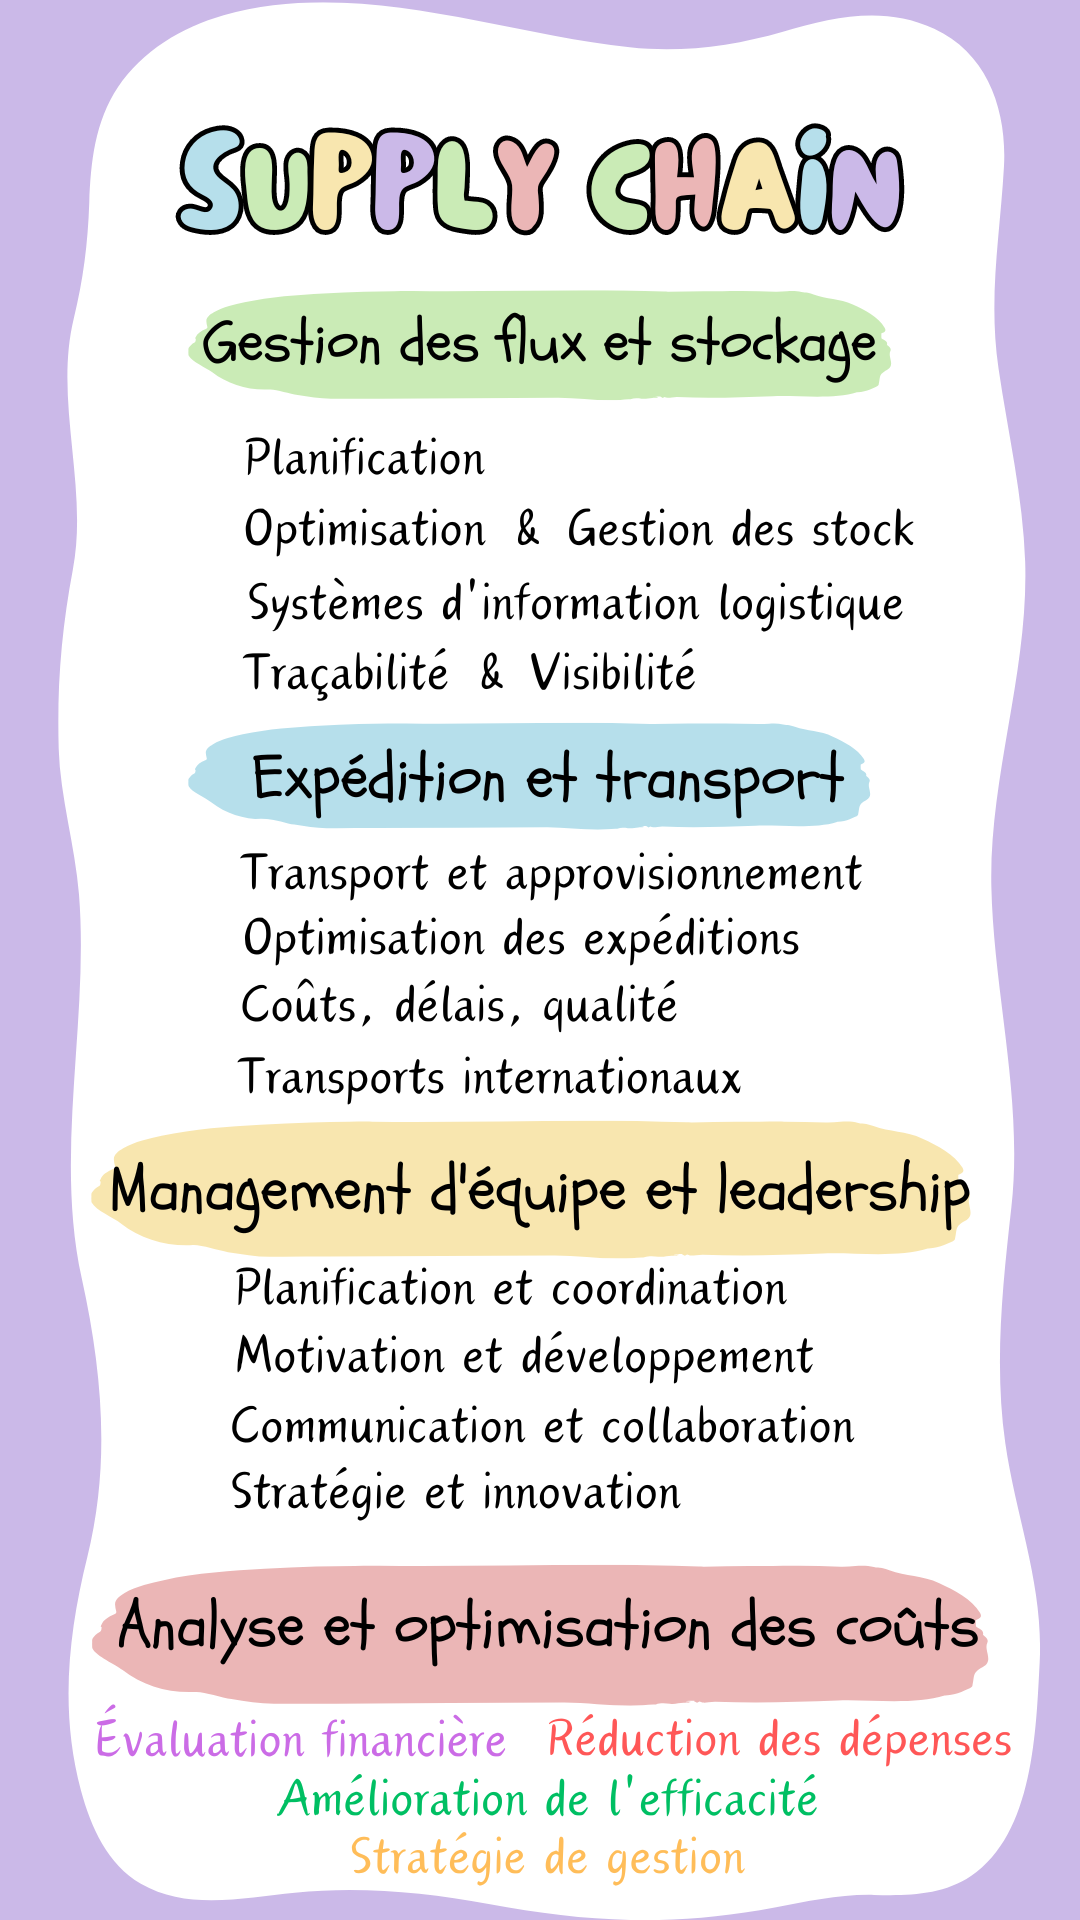 SUPPLY CHAIN
Gestion des flux et stockage
Planification
Optimisation & Gestion des stock
Systèmes d'information logistique
Traçabilité & Visibilité
Expédition et transport
Transport et approvisionnement
Optimisation des expéditions
Coûts, délais, qualité
Transports internationaux
Management d'équipe et leadership
Planification et coordination
Motivation et développement
Communication et collaboration
Stratégie et innovation
Analyse et optimisation des coûts
Évaluation financière Réduction des dépenses
Amélioration de l'efficacité
Stratégie de gestion